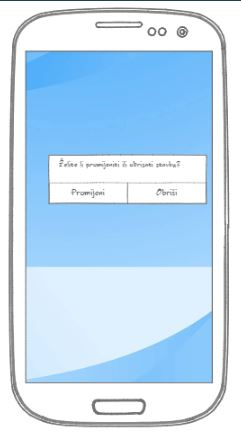 Želite li promijeniti ili obrisati stavku?
Promijeni
Obriši